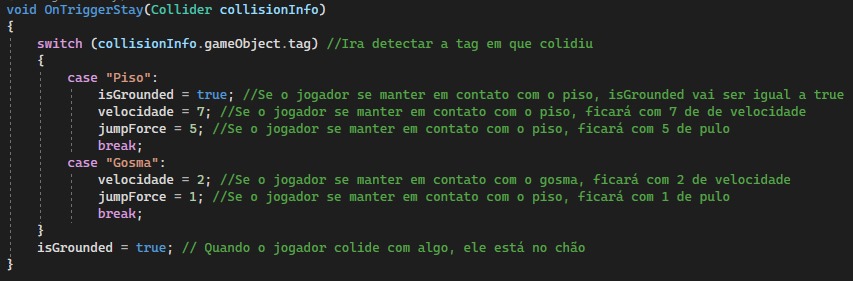 void OnTriggerStay(Collider collisionInfo)
{
switch (collisionInfo.gameObject.tag) //Ira detectar a tag em que colidiu
{
case "Piso":
isGrounded = true; //Se o jogador se manter em contato com o piso, isGrounded vai ser igual a true
velocidade = 7; //Se o jogador se manter em contato com o piso, ficará com 7 de de velocidade
jumpForce = 5; //Se o jogador se manter em contato com o piso, ficará com 5 de pulo
break;
case "Gosma":
velocidade = 2; //Se o jogador se manter em contato com o gosma, ficará com 2 de velocidade
jumpForce = 1; //Se o jogador se manter em contato com o piso, ficará com 1 de pulo
break;
}
isGrounded = true; // Quando o jogador colide com algo, ele está no chão
}